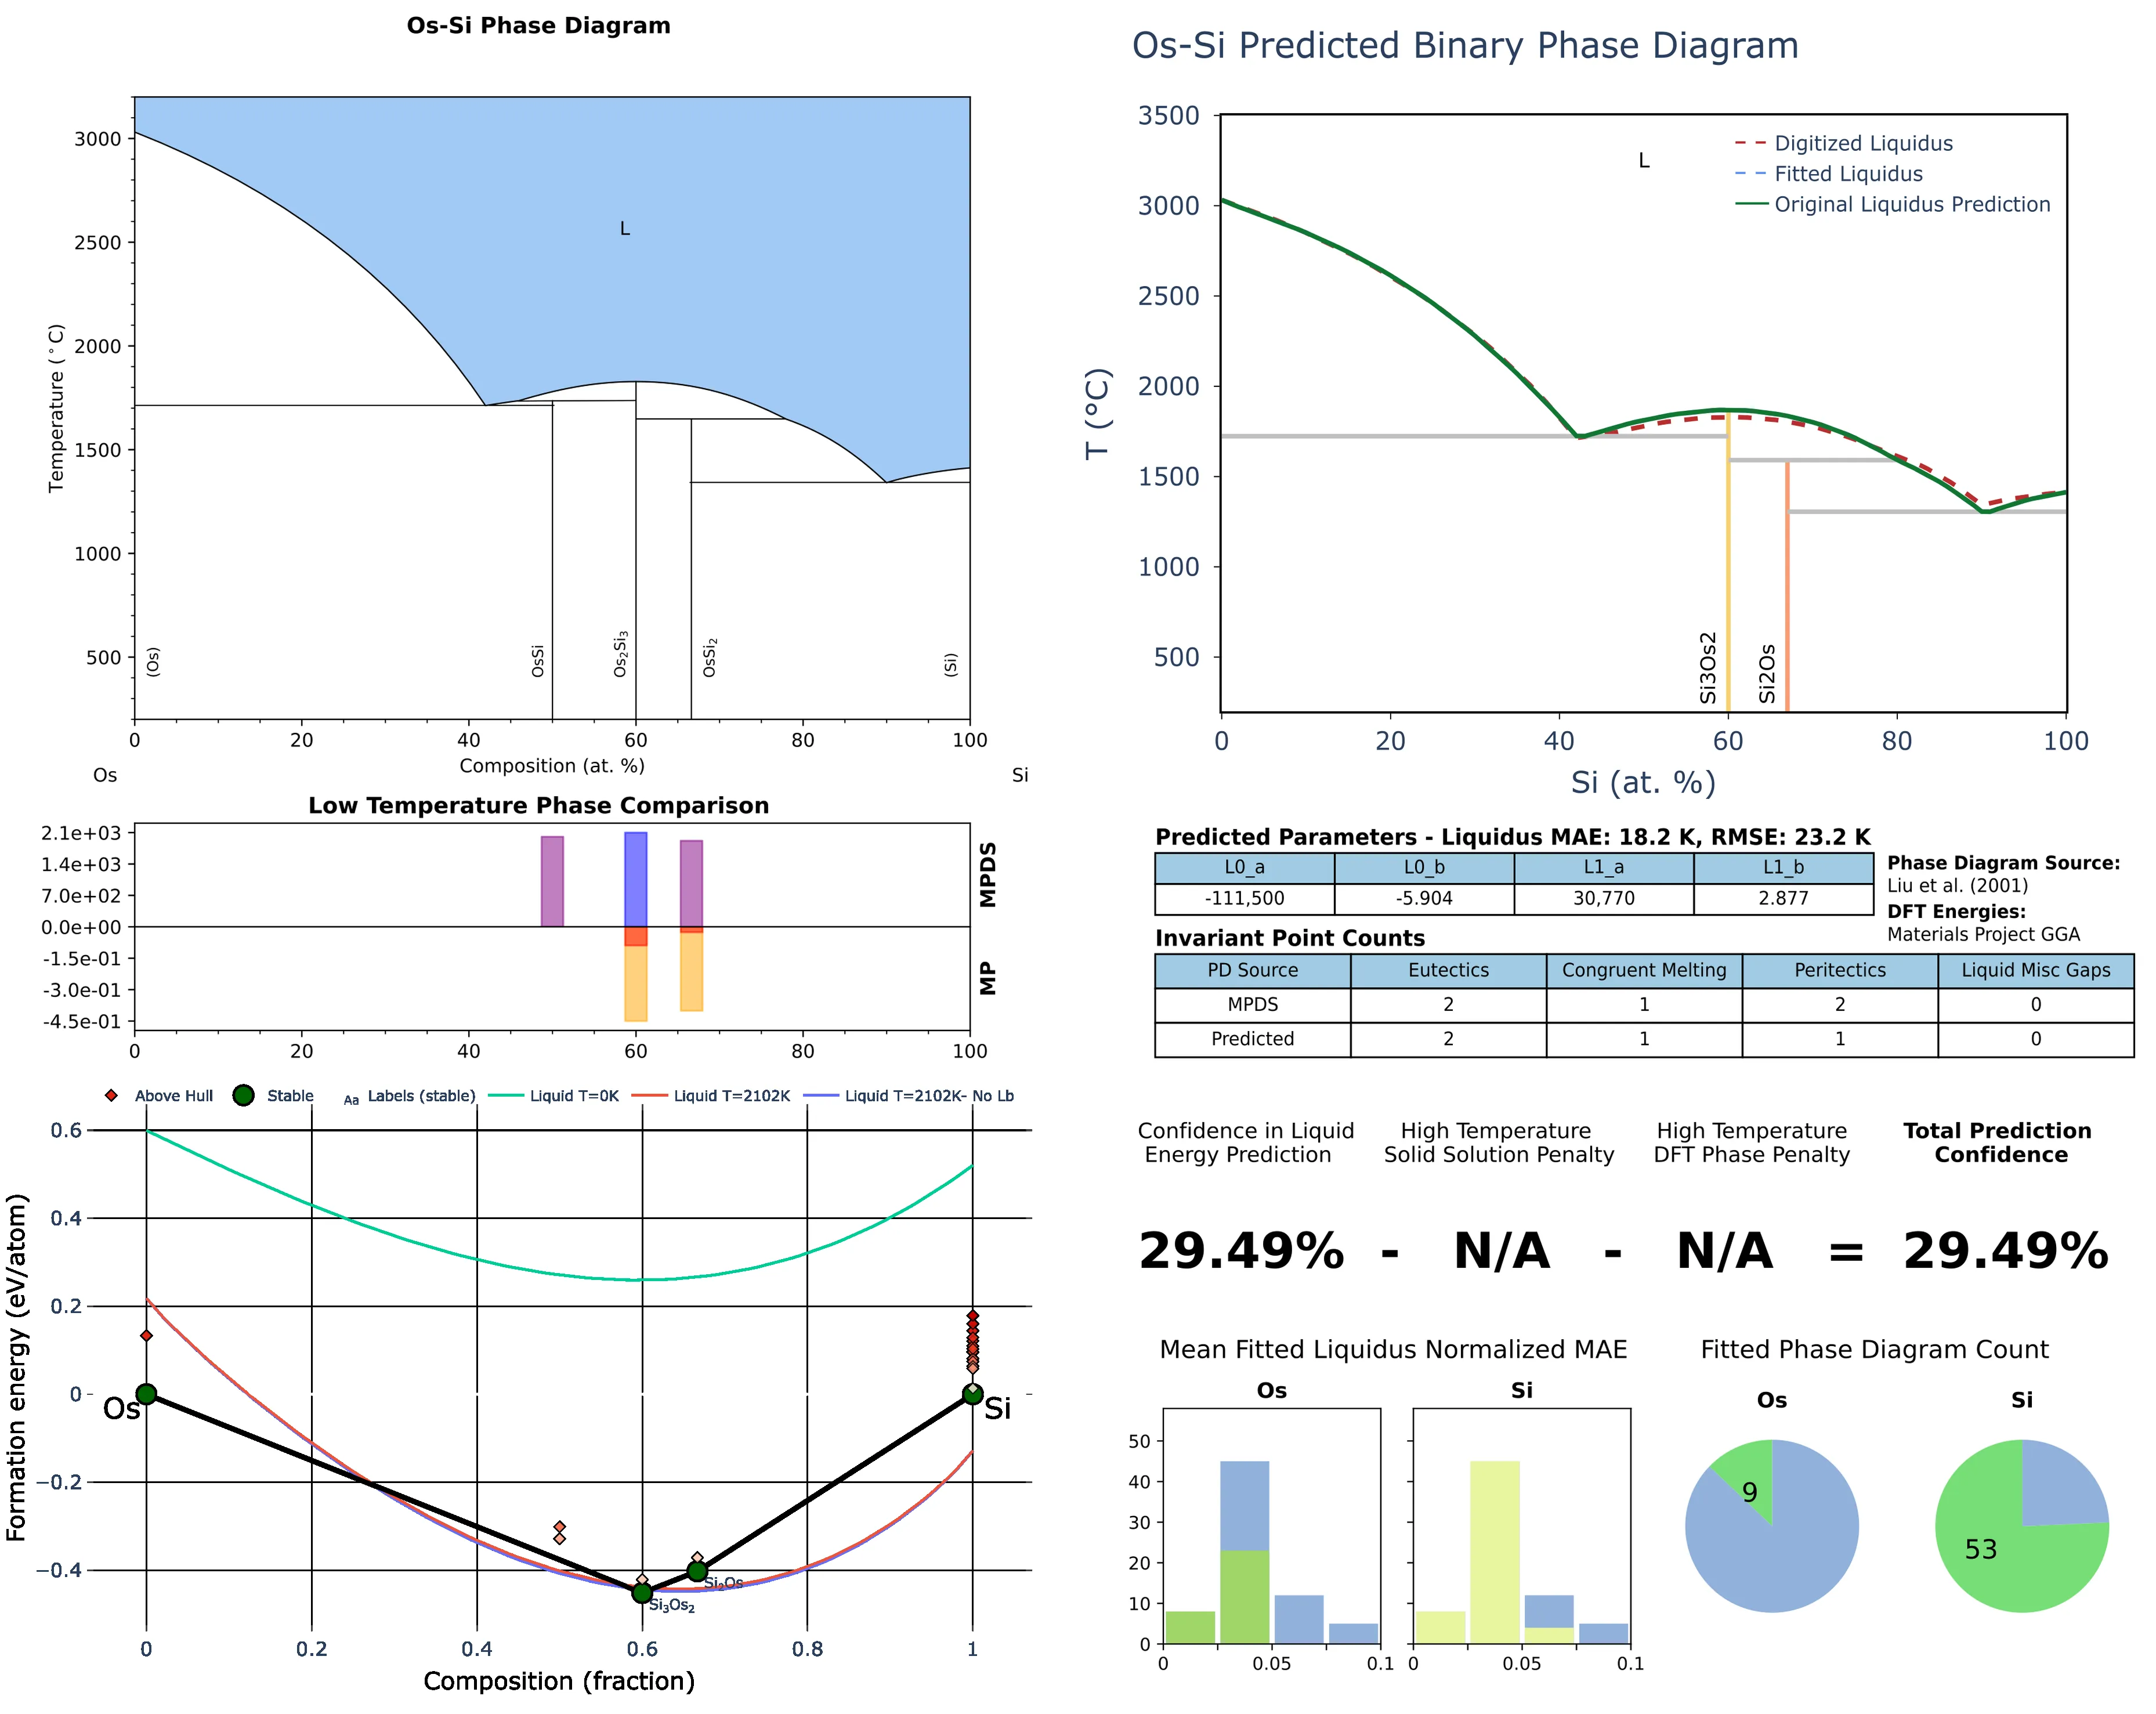 Os-Si Phase Diagram
3000
2500
2000
1500
1000
500
Temperature (°C)
L
(Os)
OsSi
Os₂Si₃
OsSi₂
(Si)
0 20 40 60 80 100
Composition (at. %)
Os Si
Low Temperature Phase Comparison
2.1e+03
1.4e+03
7.0e+02
0.0e+00
-1.5e-01
-3.0e-01
-4.5e-01
MPDS
MP
0 20 40 60 80 100
Above Hull Stable Aa Labels (stable) Liquid T=0K Liquid T=2102K Liquid T=2102K- No Lb
0.6
0.4
0.2
0
−0.2
−0.4
Formation energy (eV/atom)
Os
Si
Si₂Os
Si₃Os₂
0 0.2 0.4 0.6 0.8 1
Composition (fraction)
Os-Si Predicted Binary Phase Diagram
3500
3000
2500
2000
1500
1000
500
T (°C)
L
Digitized Liquidus
Fitted Liquidus
Original Liquidus Prediction
Si3Os2
Si2Os
0 20 40 60 80 100
Si (at. %)
Predicted Parameters - Liquidus MAE: 18.2 K, RMSE: 23.2 K
L0_a L0_b L1_a L1_b
-111,500 -5.904 30,770 2.877
Phase Diagram Source:
Liu et al. (2001)
DFT Energies:
Materials Project GGA
Invariant Point Counts
PD Source Eutectics Congruent Melting Peritectics Liquid Misc Gaps
MPDS 2 1 2 0
Predicted 2 1 1 0
Confidence in Liquid
Energy Prediction
High Temperature
Solid Solution Penalty
High Temperature
DFT Phase Penalty
Total Prediction
Confidence
29.49% - N/A - N/A = 29.49%
Mean Fitted Liquidus Normalized MAE
Os Si
50
40
30
20
10
0
0 0.05 0.1 0 0.05 0.1
Fitted Phase Diagram Count
Os Si
9
53